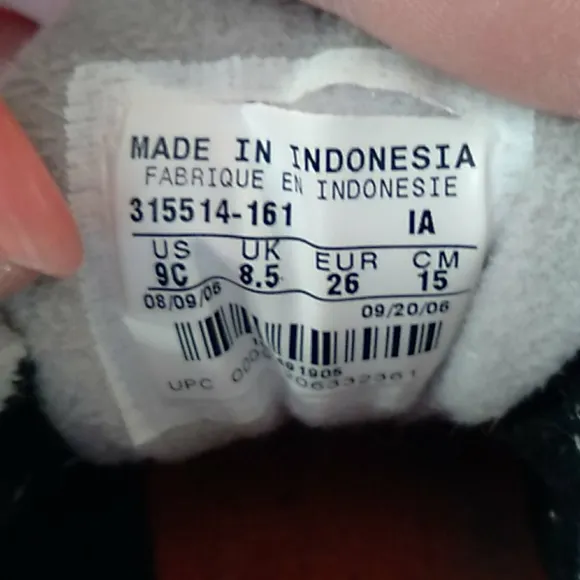 MADE IN INDONESIA
FABRIQUE EN INDONESIE
315514-161 IA
US UK EUR CM
9C 8.5 26 15
08/09/06 09/20/06
UPC